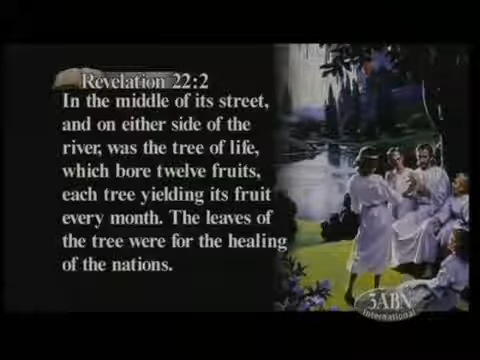 Revelation 22:2
In the middle of its street,
and on either side of the
river, was the tree of life,
which bore twelve fruits,
each tree yielding its fruit
every month. The leaves of
the tree were for the healing
of the nations.
3ABN
International